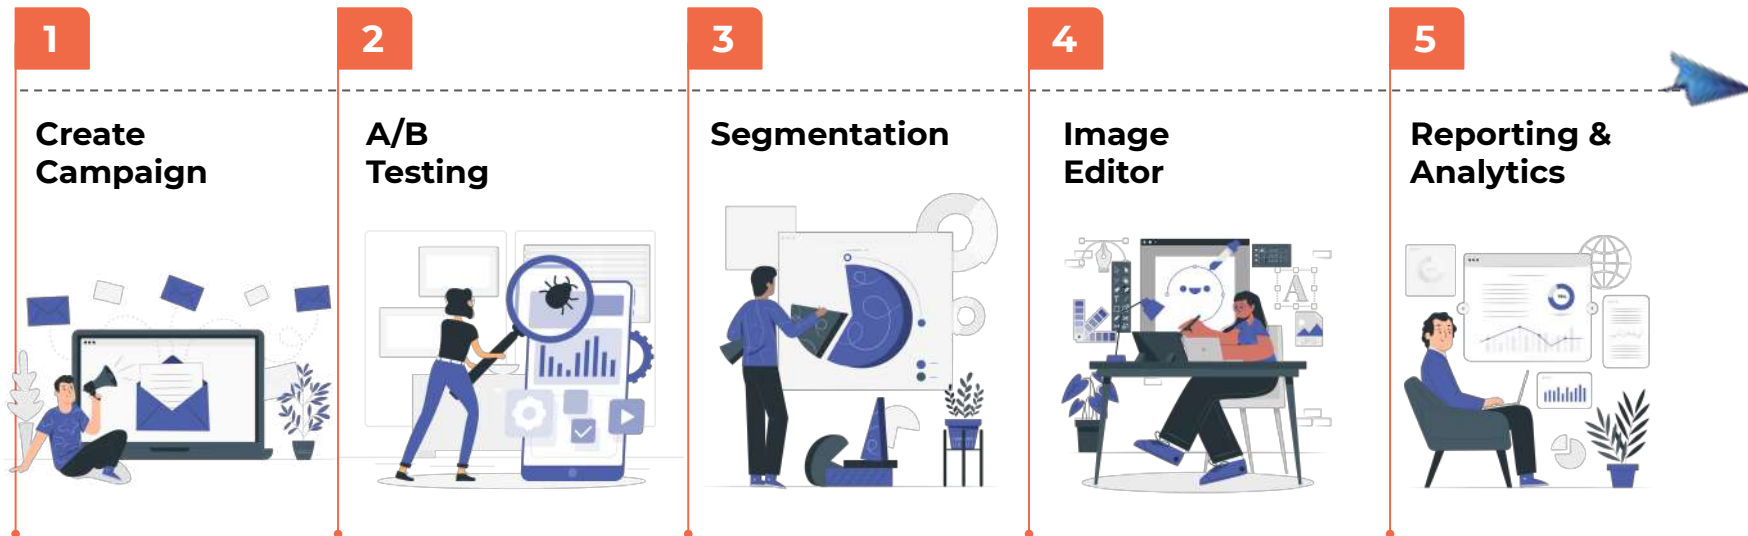 1
2
3
4
5
Create
Campaign
A/B
Testing
Segmentation
Image
Editor
Reporting &
Analytics
A